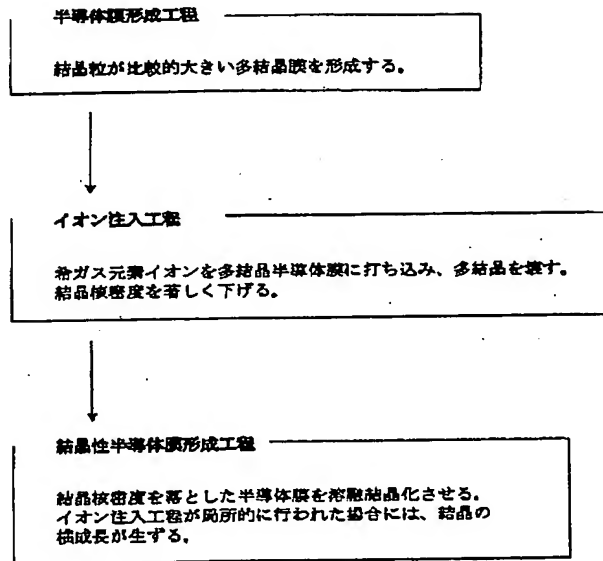 半導体膜形成工程
結晶粒が比較的大きい多結晶膜を形成する。
イオン注入工程
希ガス元素イオンを多結晶半導体膜に打ち込み、多結晶を壊す。
結晶核密度を著しく下げる。
結晶性半導体膜形成工程
結晶核密度を落とした半導体膜を溶融結晶化させる。
イオン注入工程が局所的に行われた場合には、結晶の
横成長が生ずる。